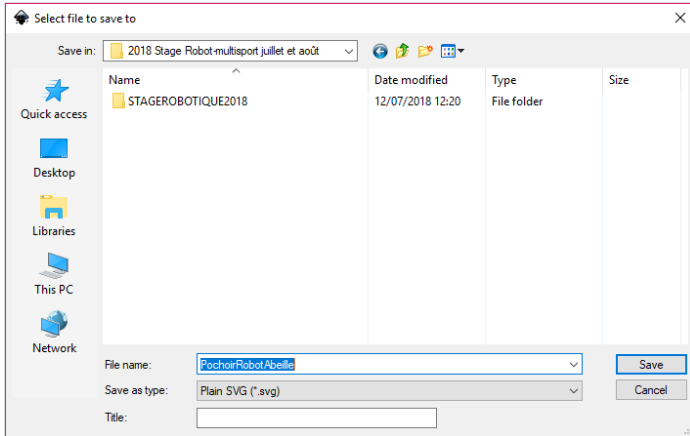 Select file to save to
Save in: 2018 Stage Robot-multisport juillet et août
Name Date modified Type Size
STAGEROBOTIQUE2018 12/07/2018 12:20 File folder
Quick access
Desktop
Libraries
This PC
Network
File name: PochoirRobotAbeille Save
Save as type: Plain SVG (*.svg) Cancel
Title: